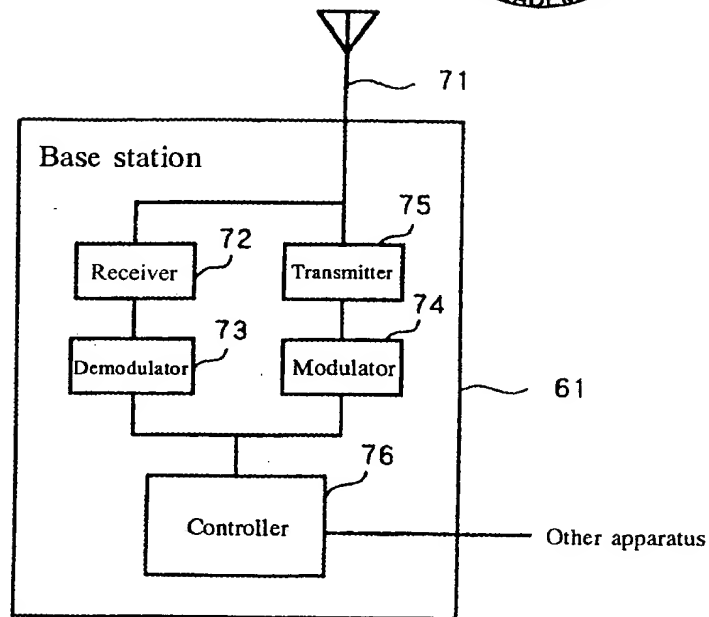 71
Base station
75
72
Receiver
Transmitter
74
73
Demodulator
Modulator
61
76
Controller
Other apparatus